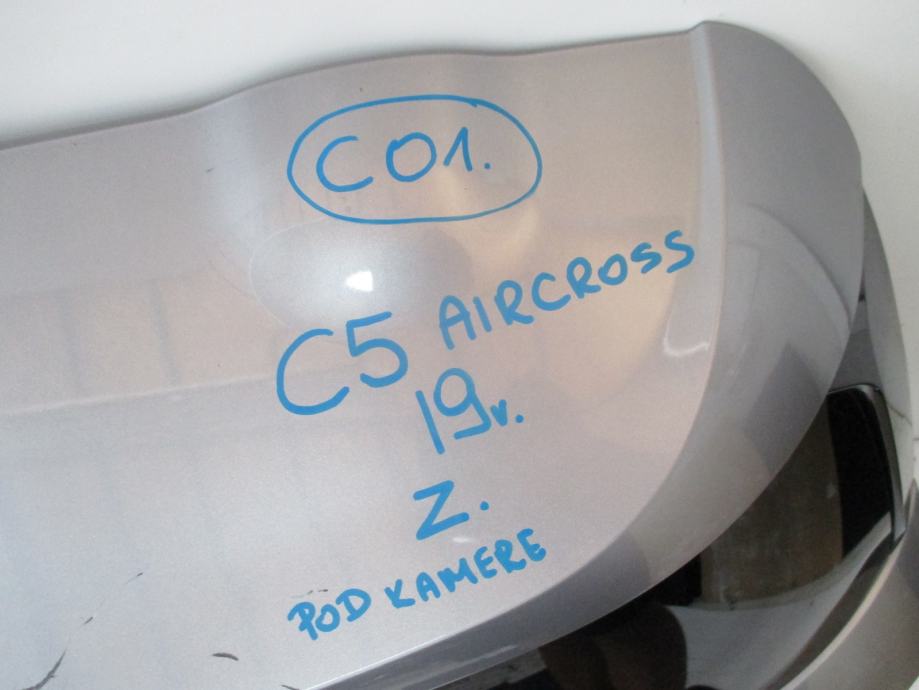 C01.
C5 AIRCROSS
19v.
Z.
POD KAMERE